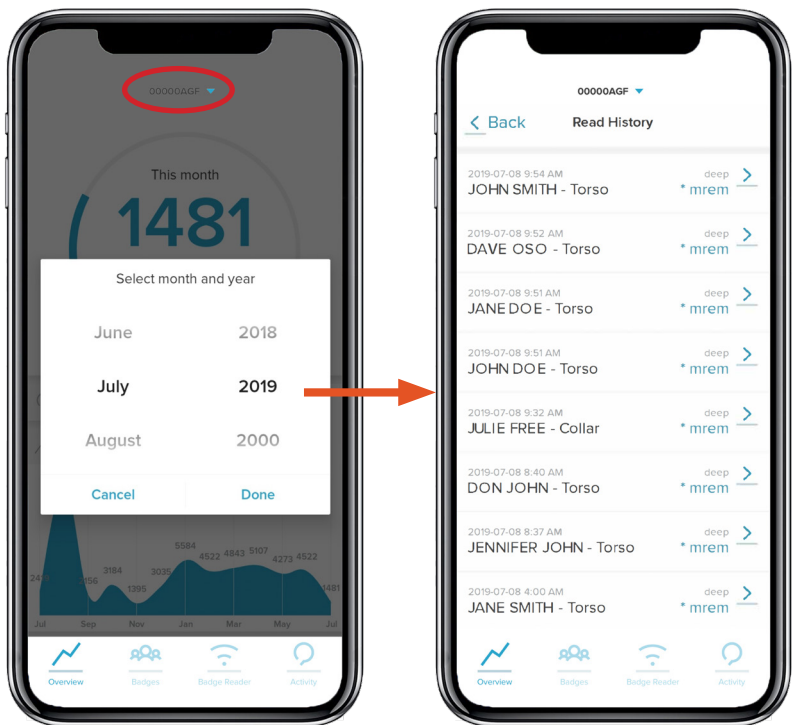 00000AGF
This month
1481
Select month and year
June 2018
July 2019
August 2000
Cancel Done
5584
4522 4843 5107
4273 4522
3184
3035
1395
1481
Jul Sep Nov Jan Mar May Jul
Overview Badges Badge Reader Activity
00000AGF
Back Read History
2019-07-08 9:54 AM deep
JOHN SMITH - Torso * mrem
2019-07-08 9:52 AM deep
DAVE OSO - Torso * mrem
2019-07-08 9:51 AM deep
JANE DOE - Torso * mrem
2019-07-08 9:51 AM deep
JOHN DOE - Torso * mrem
2019-07-08 9:32 AM deep
JULIE FREE - Collar * mrem
2019-07-08 8:40 AM deep
DON JOHN - Torso * mrem
2019-07-08 8:37 AM deep
JENNIFER JOHN - Torso * mrem
2019-07-08 4:00 AM deep
JANE SMITH - Torso * mrem
Overview Badges Badge Reader Activity